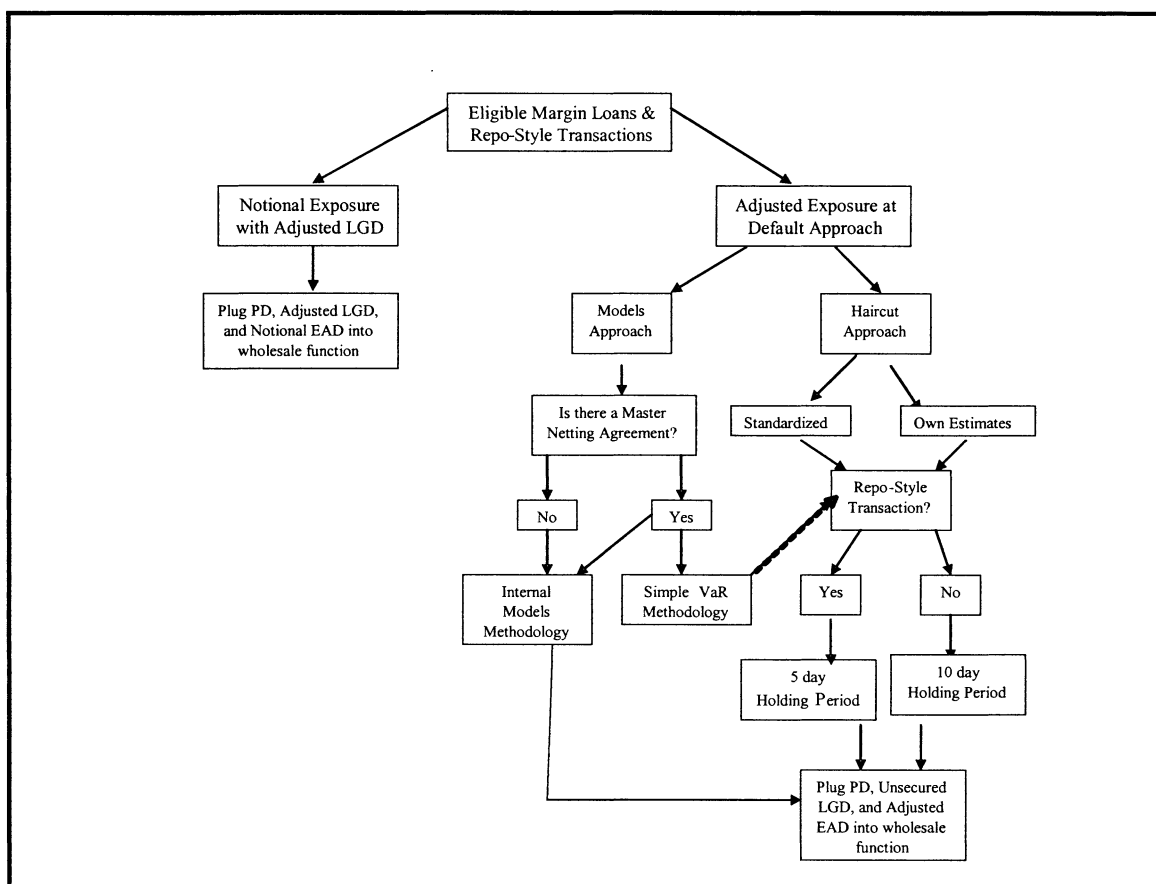 Eligible Margin Loans &
Repo-Style Transactions
Notional Exposure
with Adjusted LGD
Adjusted Exposure at
Default Approach
Plug PD, Adjusted LGD,
and Notional EAD into
wholesale function
Models
Approach
Haircut
Approach
Is there a Master
Netting Agreement?
Standardized
Own Estimates
Repo-Style
Transaction?
No
Yes
Internal
Models
Methodology
Simple VaR
Methodology
Yes
No
5 day
Holding Period
10 day
Holding Period
Plug PD, Unsecured
LGD, and Adjusted
EAD into wholesale
function